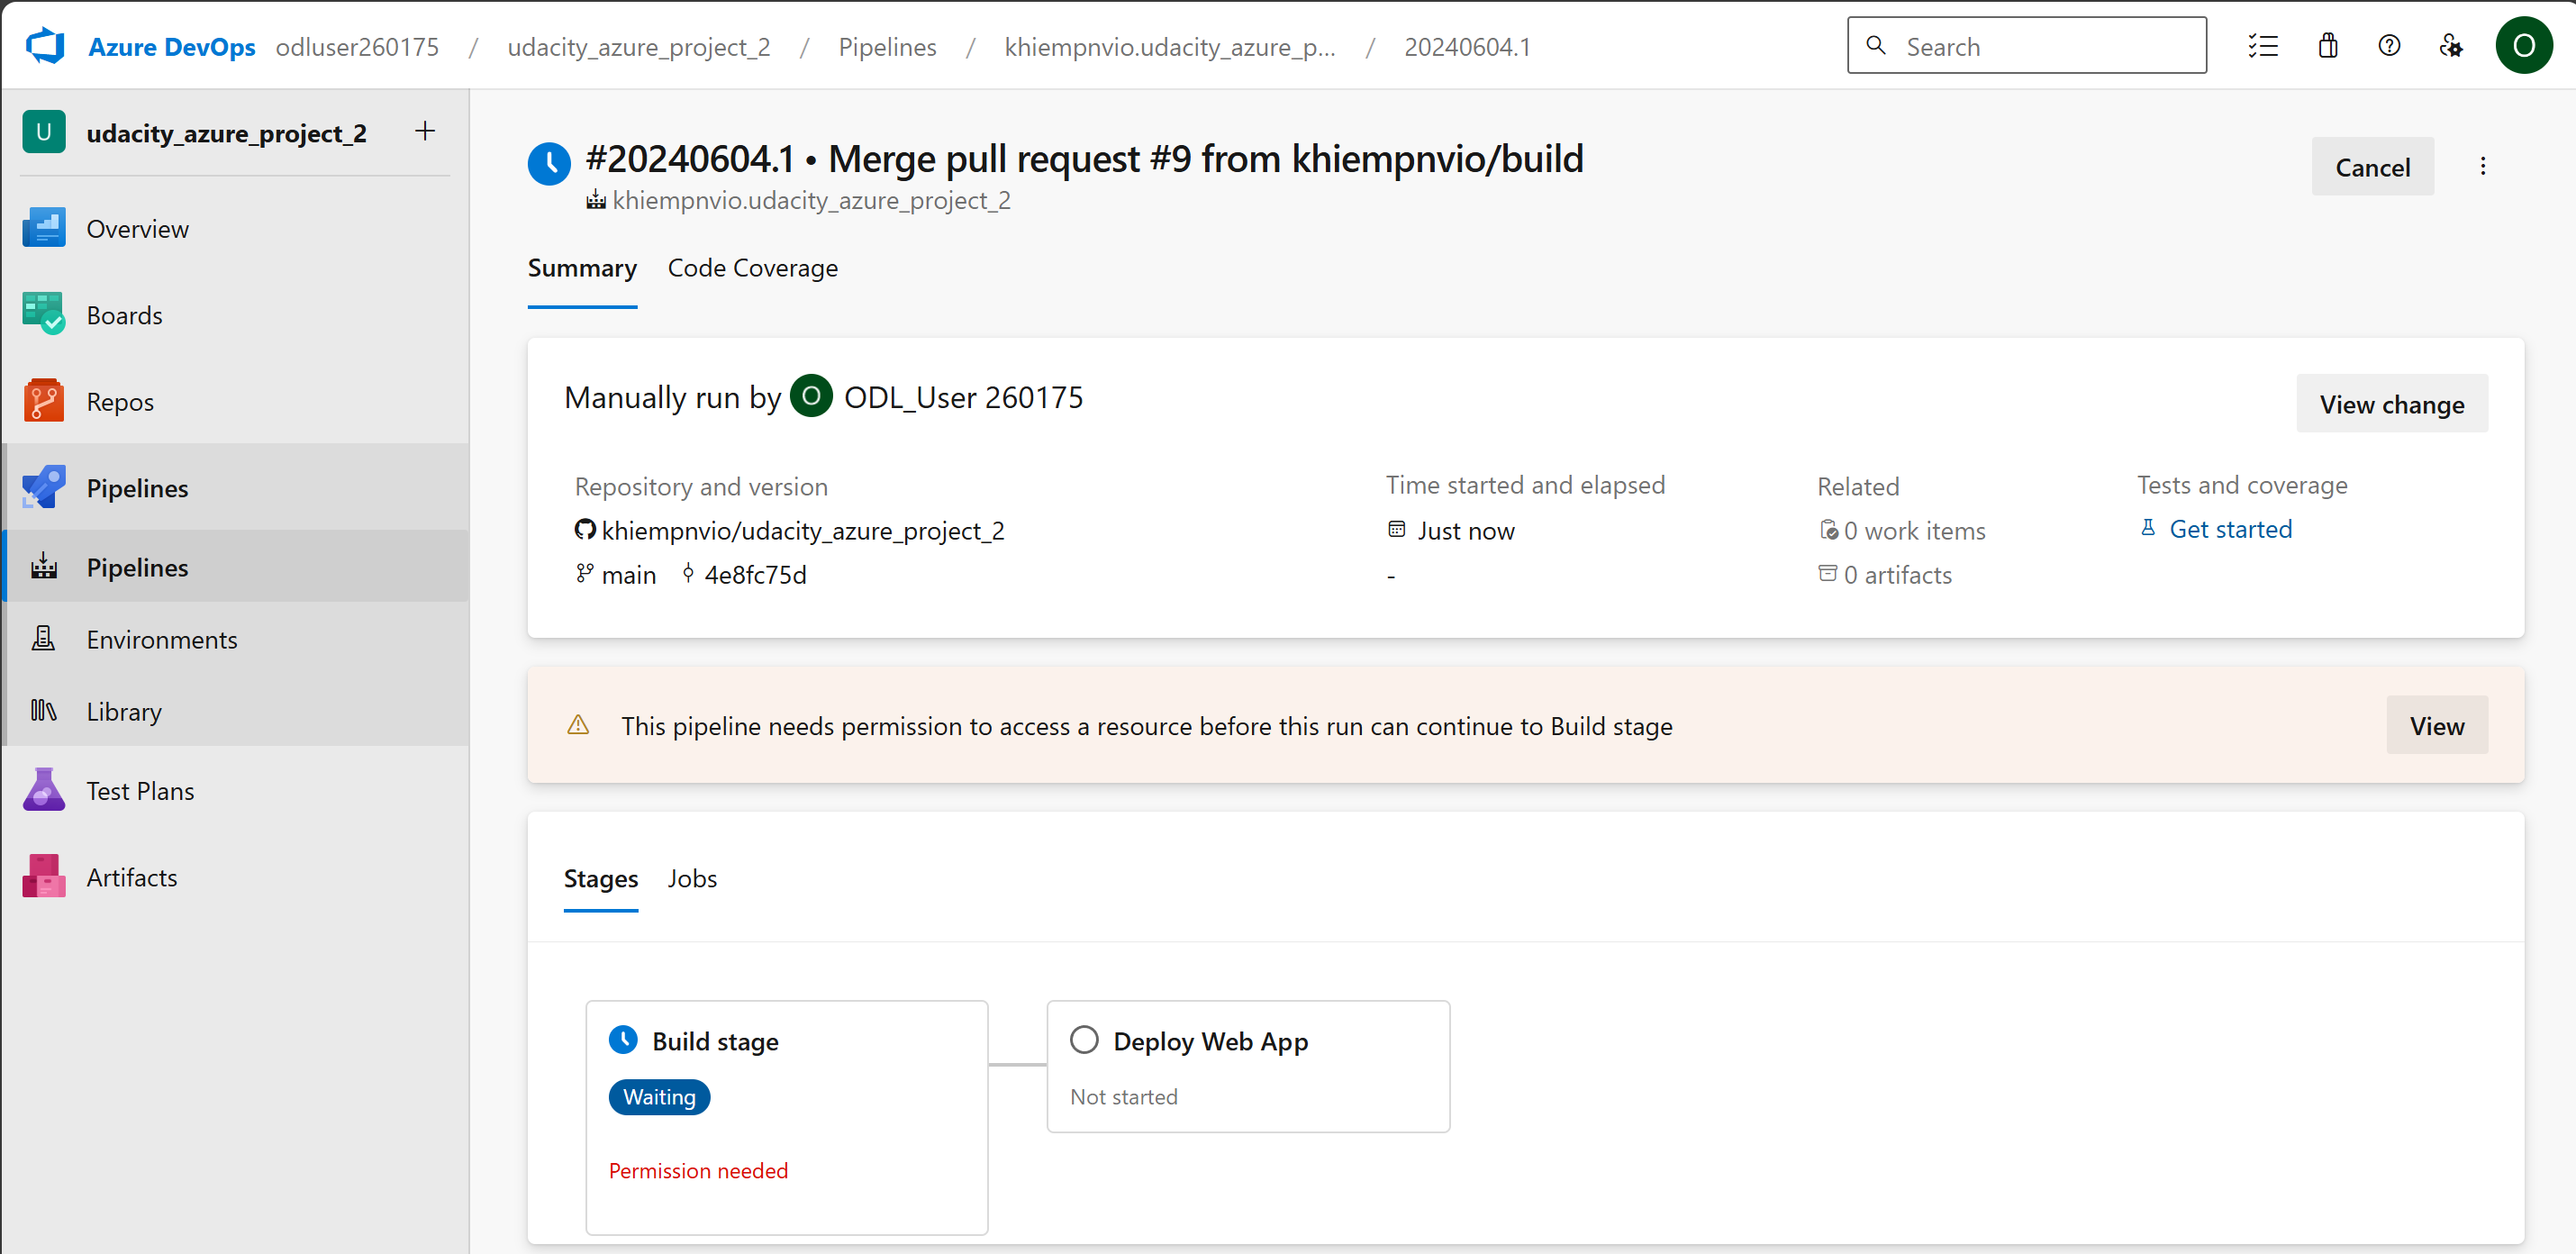 Azure DevOps odluser260175 / udacity_azure_project_2 / Pipelines / khiempnvio.udacity_azure_p... / 20240604.1
Search
O
U udacity_azure_project_2 +
Overview
Boards
Repos
Pipelines
Pipelines
Environments
Library
Test Plans
Artifacts
#20240604.1 • Merge pull request #9 from khiempnvio/build
khiempnvio.udacity_azure_project_2
Cancel
Summary Code Coverage
Manually run by O ODL_User 260175
View change
Repository and version
khiempnvio/udacity_azure_project_2
main 4e8fc75d
Time started and elapsed
Just now
-
Related
0 work items
0 artifacts
Tests and coverage
Get started
This pipeline needs permission to access a resource before this run can continue to Build stage
View
Stages Jobs
Build stage
Waiting
Permission needed
Deploy Web App
Not started